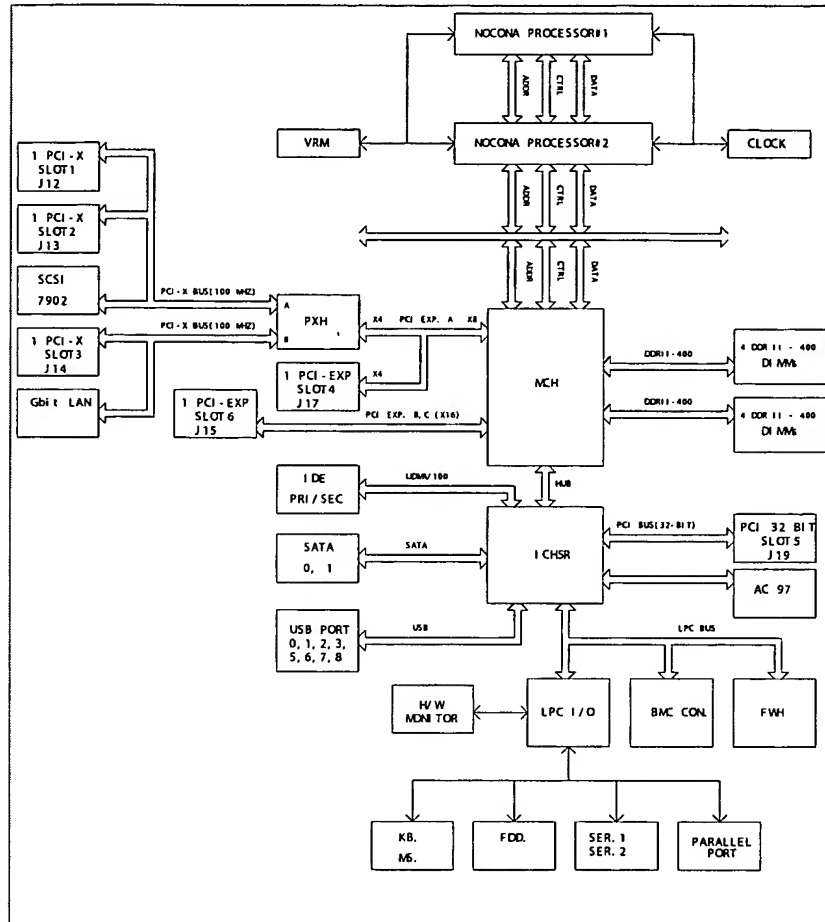 NOCONA PROCESSOR#1
ADDR
CTRL
DATA
VRM
NOCONA PROCESSOR#2
CLOCK
1 PCI-X
SLOT1
J12
ADDR
CTRL
DATA
1 PCI-X
SLOT2
J13
ADDR
CTRL
DATA
SCSI
7902
PCI-X BUS(100 MHZ)
A
B
PXH
X4 PCI EXP. A X8
PCI-X BUS(100 MHZ)
1 PCI-X
SLOT3
J14
MCH
DDRII-400
4 DDR II - 400
DIMMs
1 PCI-EXP
SLOT4
J17
X4
Gbit LAN
1 PCI-EXP
SLOT6
J15
PCI EXP. B,C (X16)
DDRII-400
4 DDR II - 400
DIMMs
HUB
IDE
PRI/SEC
UDMA/100
ICH5R
PCI BUS(32-BIT)
PCI 32 BIT
SLOT5
J19
SATA
0, 1
SATA
AC 97
USB PORT
0, 1, 2, 3,
5, 6, 7, 8
USB
LPC BUS
H/W
MONITOR
LPC I/O
BMC CON.
FWH
KB.
MS.
FDD.
SER. 1
SER. 2
PARALLEL
PORT